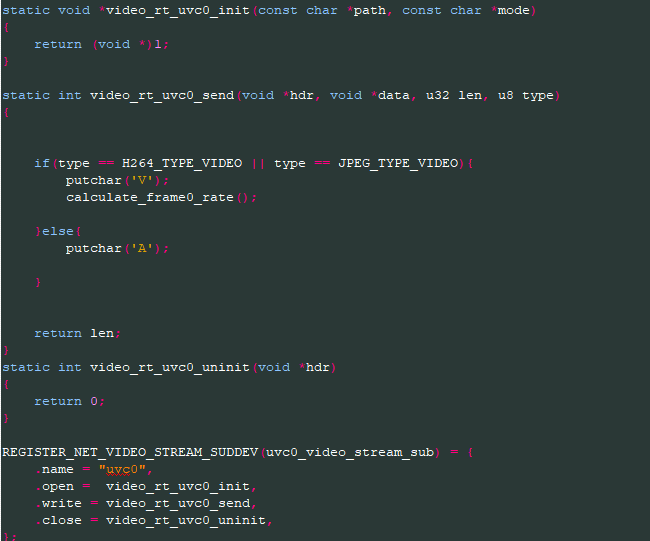 static void *video_rt_uvc0_init(const char *path, const char *mode)
{
    return (void *)1;
}
static int video_rt_uvc0_send(void *hdr, void *data, u32 len, u8 type)
{
    if(type == H264_TYPE_VIDEO || type == JPEG_TYPE_VIDEO){
        putchar('V');
        calculate_frame0_rate();
    }else{
        putchar('A');
    }
    return len;
}
static int video_rt_uvc0_uninit(void *hdr)
{
    return 0;
}
REGISTER_NET_VIDEO_STREAM_SUDDEV(uvc0_video_stream_sub) = {
    .name = "uvc0",
    .open =  video_rt_uvc0_init,
    .write = video_rt_uvc0_send,
    .close = video_rt_uvc0_uninit,
};